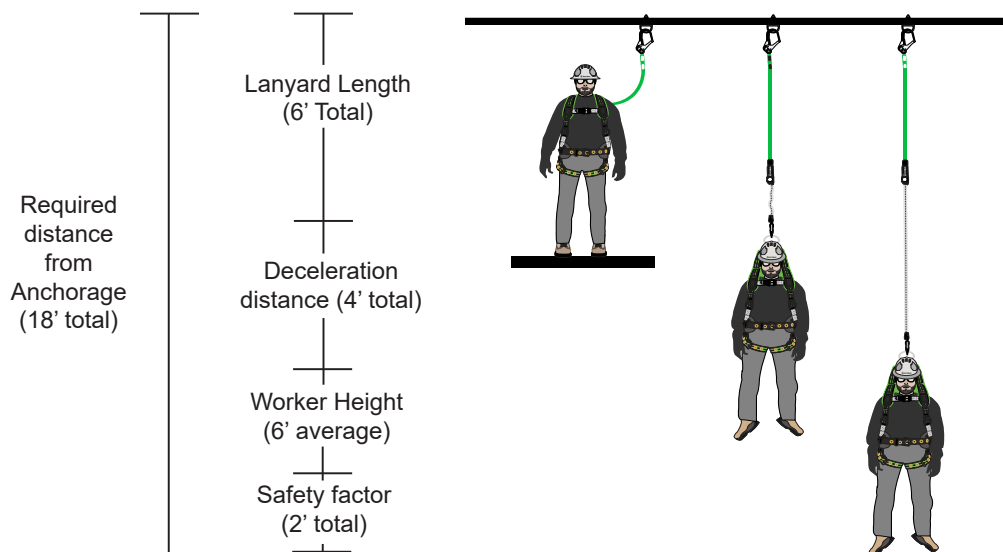 Required
distance
from
Anchorage
(18’ total)
Lanyard Length
(6’ Total)
Deceleration
distance (4’ total)
Worker Height
(6’ average)
Safety factor
(2’ total)